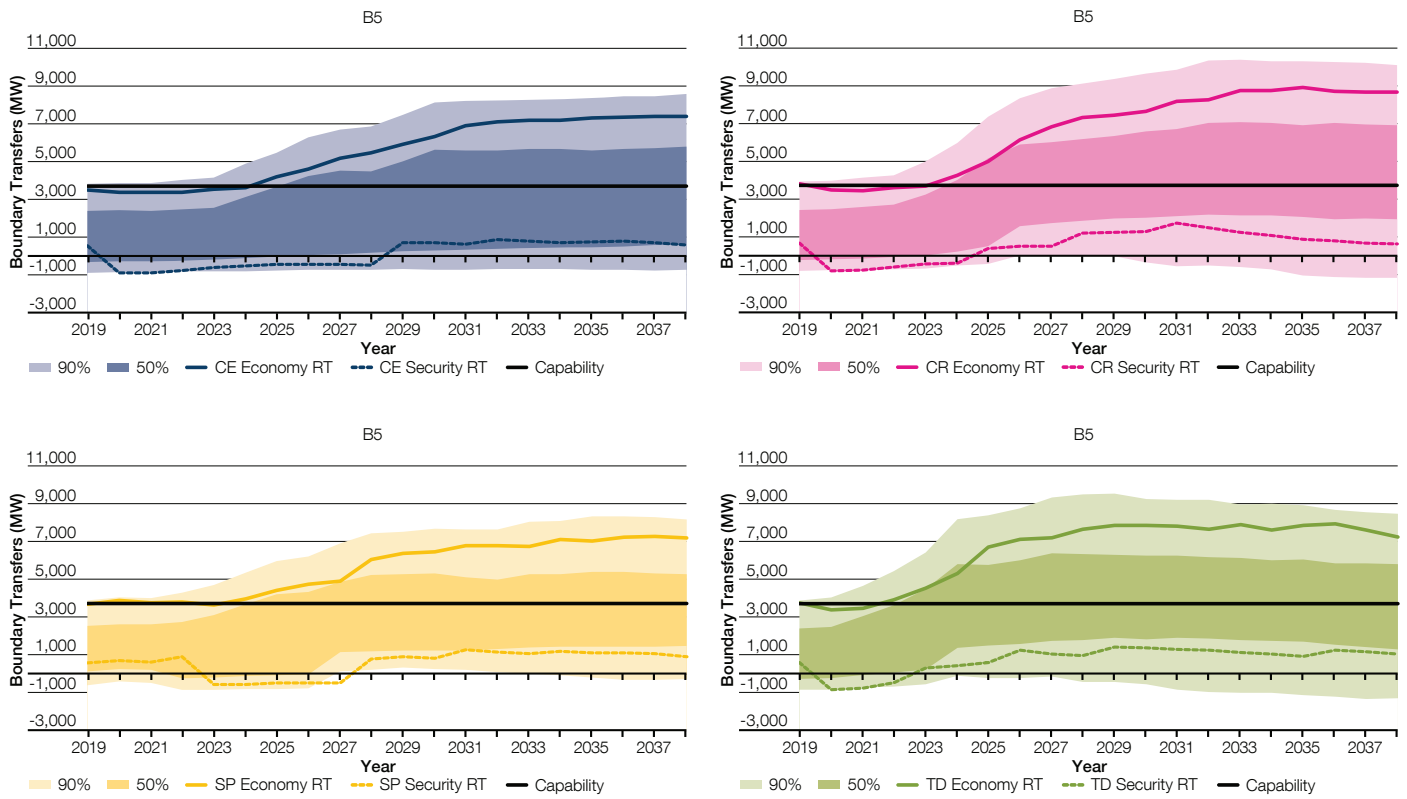 B5
11,000
9,000
7,000
5,000
3,000
1,000
-1,000
-3,000
Boundary Transfers (MW)
2019 2021 2023 2025 2027 2029 2031 2033 2035 2037
Year
90% 50% CE Economy RT CE Security RT Capability
B5
11,000
9,000
7,000
5,000
3,000
1,000
-1,000
-3,000
Boundary Transfers (MW)
2019 2021 2023 2025 2027 2029 2031 2033 2035 2037
Year
90% 50% CR Economy RT CR Security RT Capability
B5
11,000
9,000
7,000
5,000
3,000
1,000
-1,000
-3,000
Boundary Transfers (MW)
2019 2021 2023 2025 2027 2029 2031 2033 2035 2037
Year
90% 50% SP Economy RT SP Security RT Capability
B5
11,000
9,000
7,000
5,000
3,000
1,000
-1,000
-3,000
Boundary Transfers (MW)
2019 2021 2023 2025 2027 2029 2031 2033 2035 2037
Year
90% 50% TD Economy RT TD Security RT Capability